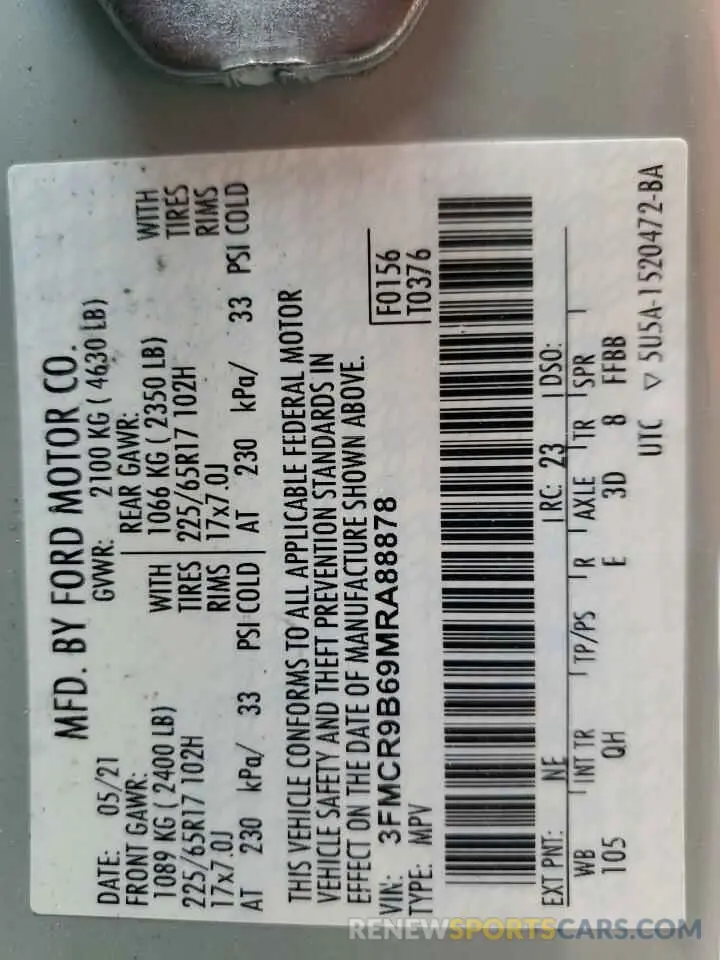 MFD. BY FORD MOTOR CO.
DATE: 05/21 GVWR: 2100 KG ( 4630 LB)
FRONT GAWR: REAR GAWR:
1089 KG ( 2400 LB) WITH 1066 KG ( 2350 LB) WITH
225/65R17 102H TIRES 225/65R17 102H TIRES
17x7.0J RIMS 17x7.0J RIMS
AT 230 kPa/ 33 PSI COLD AT 230 kPa/ 33 PSI COLD
THIS VEHICLE CONFORMS TO ALL APPLICABLE FEDERAL MOTOR
VEHICLE SAFETY AND THEFT PREVENTION STANDARDS IN
EFFECT ON THE DATE OF MANUFACTURE SHOWN ABOVE.
VIN: 3FMCR9B69MRA88878 F0156
TYPE: MPV T0376
EXT PNT: NE RC: 23 DSO:
WB INT TR TP/PS R AXLE TR SPR
105 QH E 3D 8 FFBB
UTC ▽ 5U5A-1520472-BA
RENEWSPORTSCARS.COM